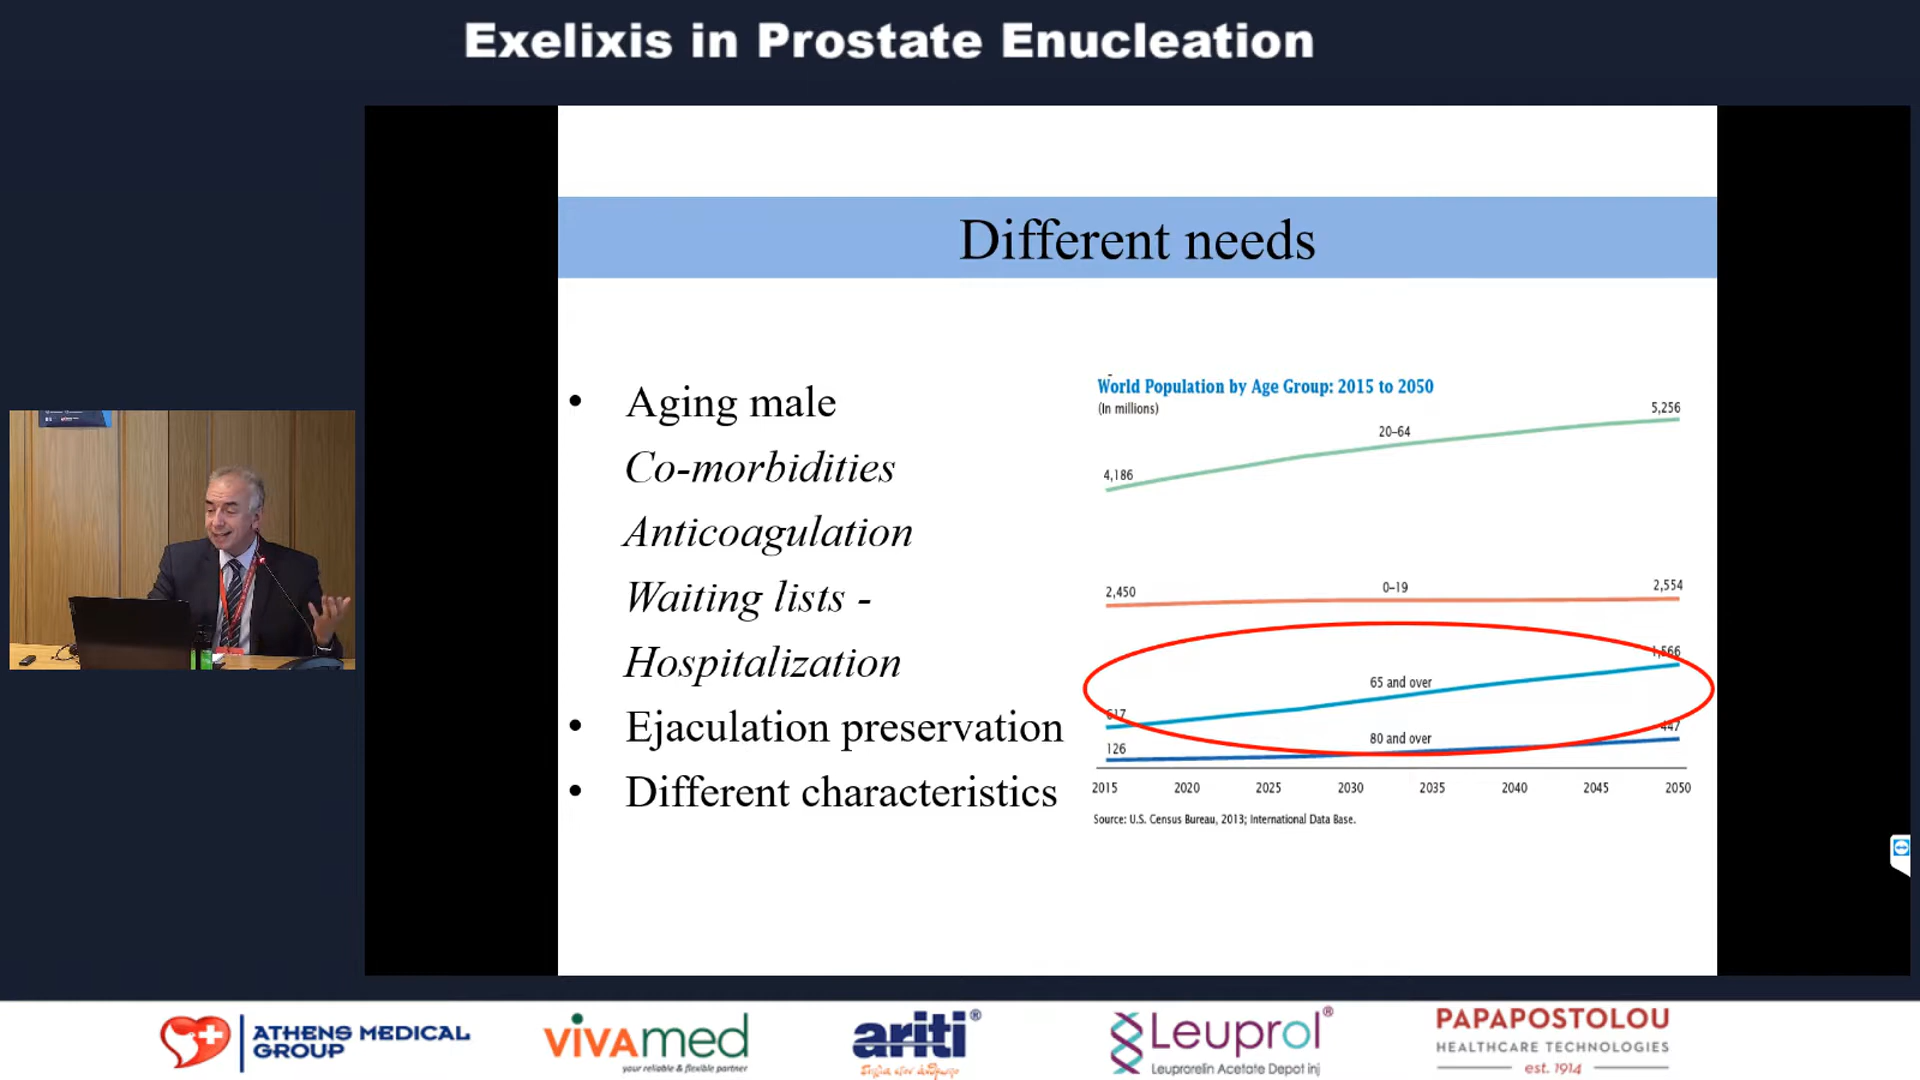 Exelixis in Prostate Enucleation
Different needs
• Aging male
Co-morbidities
Anticoagulation
Waiting lists -
Hospitalization
• Ejaculation preservation
• Different characteristics
World Population by Age Group: 2015 to 2050
(In millions)
5,256
20–64
4,186
2,450
0–19
2,554
1,566
65 and over
617
447
80 and over
126
2015 2020 2025 2030 2035 2040 2045 2050
Source: U.S. Census Bureau, 2013; International Data Base.
ATHENS MEDICAL
GROUP
vivamed
your reliable & flexible partner
ariti®
Leuprol®
Leuprorelin Acetate Depot inj
PAPAPOSTOLOU
HEALTHCARE TECHNOLOGIES
est. 1914